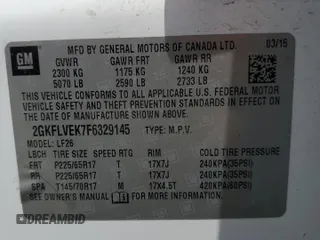 GM
MFD BY GENERAL MOTORS OF CANADA LTD.
03/15
GVWR GAWR FRT GAWR RR
2300 KG 1175 KG 1240 KG
5070 LB 2590 LB 2733 LB
THIS VEHICLE CONFORMS TO ALL APPLICABLE U.S. FEDERAL
MOTOR VEHICLE SAFETY, BUMPER, AND THEFT PREVENTION
STANDARDS IN EFFECT ON THE DATE OF
MANUFACTURE SHOWN ABOVE.
2GKFLVEK7F6329145 TYPE: M.P.V.
MODEL: LF26
LBCH TIRE SIZE SPEED RTG RIM COLD TIRE PRESSURE
FRT P225/65R17 T 17X7J 240KPA(35PSI)
RR P225/65R17 T 17X7J 240KPA(35PSI)
SPA T145/70R17 M 17X4.5T 420KPA(60PSI)
SEE OWNER'S MANUAL FOR MORE INFORMATION.